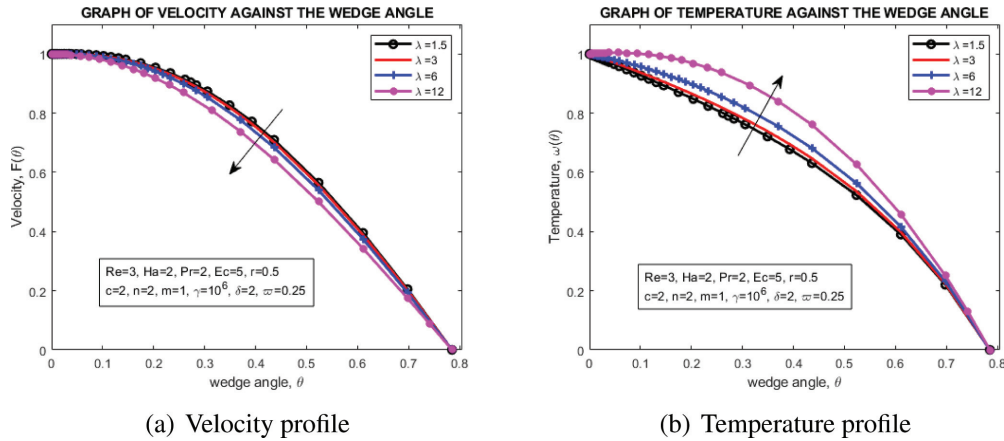 GRAPH OF VELOCITY AGAINST THE WEDGE ANGLE
λ =1.5
λ =3
λ =6
λ =12
Velocity, F(θ)
1
0.8
0.6
0.4
0.2
0
Re=3, Ha=2, Pr=2, Ec=5, r=0.5
c=2, n=2, m=1, γ=10⁶, δ=2, ϖ=0.25
0 0.1 0.2 0.3 0.4 0.5 0.6 0.7 0.8
wedge angle, θ
(a) Velocity profile
GRAPH OF TEMPERATURE AGAINST THE WEDGE ANGLE
λ =1.5
λ =3
λ =6
λ =12
Temperature, ω(θ)
1
0.8
0.6
0.4
0.2
0
Re=3, Ha=2, Pr=2, Ec=5, r=0.5
c=2, n=2, m=1, γ=10⁶, δ=2, ϖ=0.25
0 0.1 0.2 0.3 0.4 0.5 0.6 0.7 0.8
wedge angle, θ
(b) Temperature profile